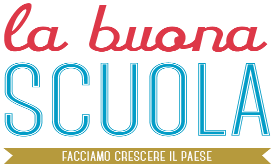 la buona
SCUOLA
FACCIAMO CRESCERE IL PAESE